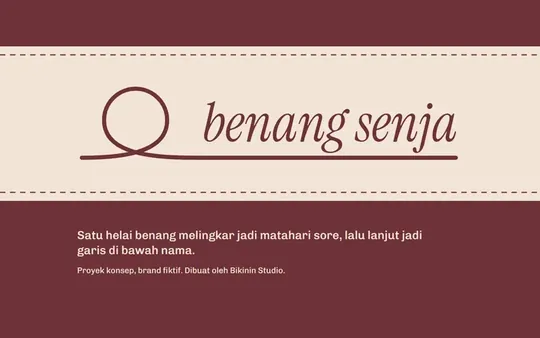 benang senja
Satu helai benang melingkar jadi matahari sore, lalu lanjut jadi
garis di bawah nama.
Proyek konsep, brand fiktif. Dibuat oleh Bikinin Studio.